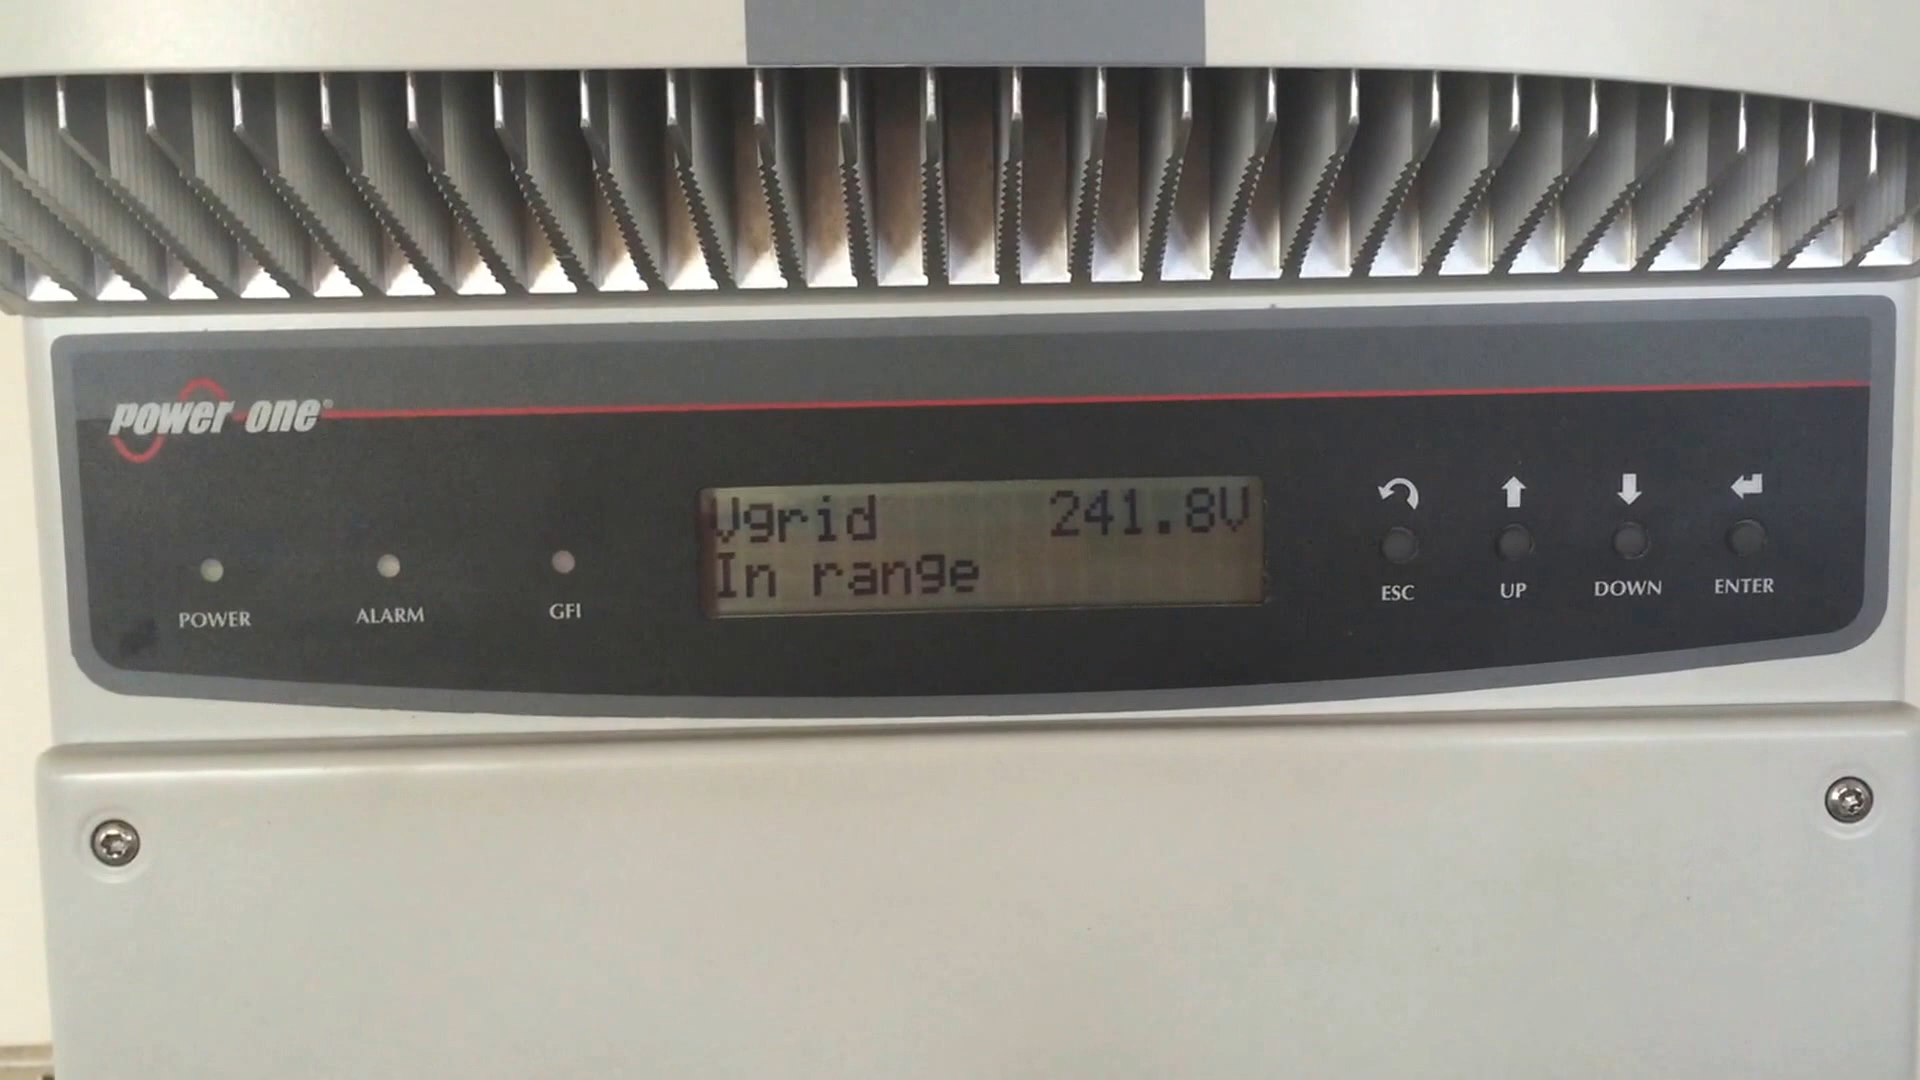 power-one®
Vgrid 241.8V
In range
POWER ALARM GFI
ESC UP DOWN ENTER